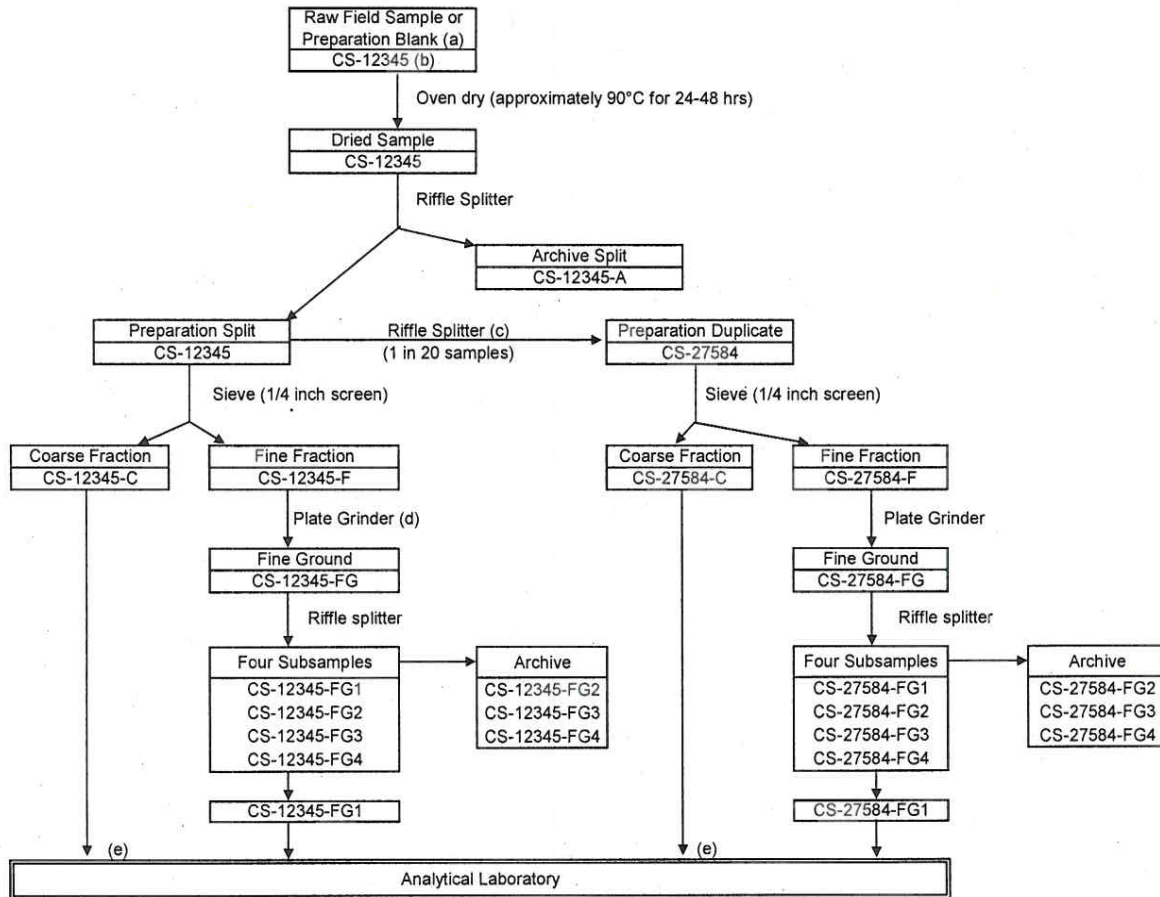 Raw Field Sample or
Preparation Blank (a)
CS-12345 (b)
Oven dry (approximately 90°C for 24-48 hrs)
Dried Sample
CS-12345
Riffle Splitter
Archive Split
CS-12345-A
Preparation Split
CS-12345
Riffle Splitter (c)
(1 in 20 samples)
Preparation Duplicate
CS-27584
Sieve (1/4 inch screen)
Sieve (1/4 inch screen)
Coarse Fraction
CS-12345-C
Fine Fraction
CS-12345-F
Coarse Fraction
CS-27584-C
Fine Fraction
CS-27584-F
Plate Grinder (d)
Plate Grinder
Fine Ground
CS-12345-FG
Fine Ground
CS-27584-FG
Riffle splitter
Riffle splitter
Four Subsamples
CS-12345-FG1
CS-12345-FG2
CS-12345-FG3
CS-12345-FG4
Archive
CS-12345-FG2
CS-12345-FG3
CS-12345-FG4
Four Subsamples
CS-27584-FG1
CS-27584-FG2
CS-27584-FG3
CS-27584-FG4
Archive
CS-27584-FG2
CS-27584-FG3
CS-27584-FG4
CS-12345-FG1
CS-27584-FG1
(e)
(e)
Analytical Laboratory